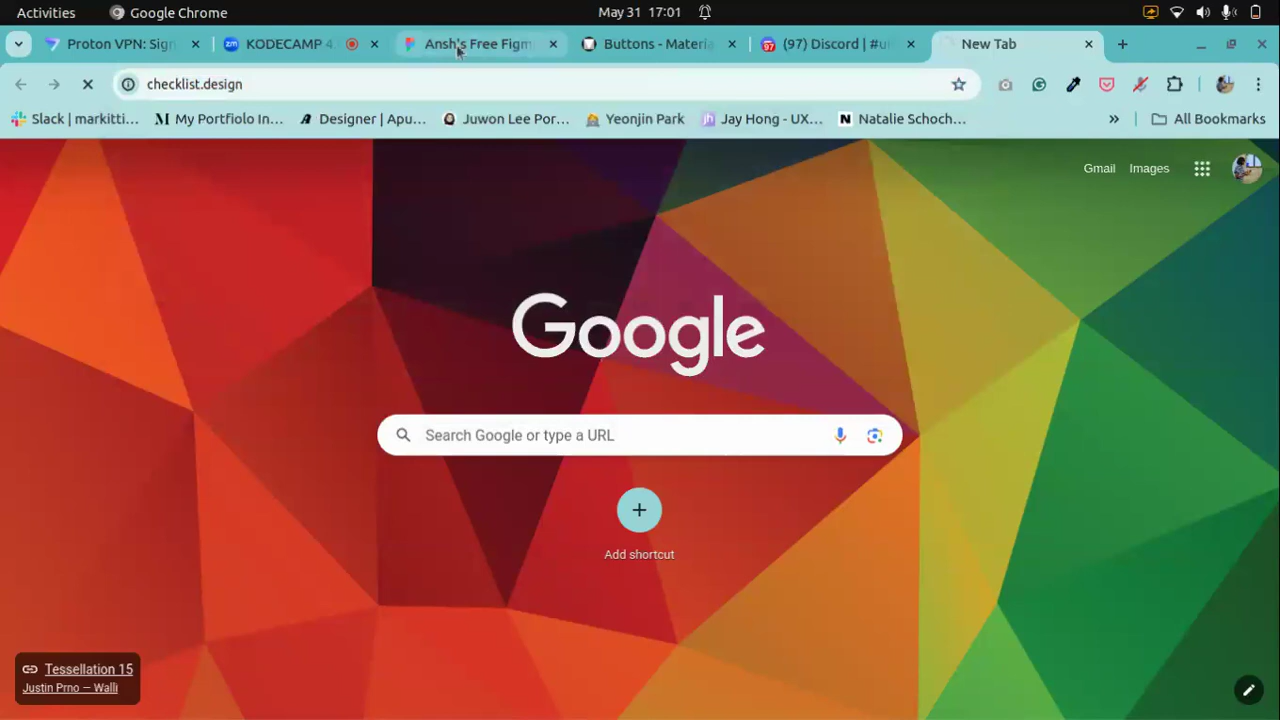 Activities
Google Chrome
May 31 17:01
Proton VPN: Sign
KODECAMP 4.
Ansh's Free Figm
Buttons - Materia
(97) Discord | #u
New Tab
checklist.design
Slack | markitti...
My Portfiolo In...
Designer | Apu...
Juwon Lee Por...
Yeonjin Park
Jay Hong - UX...
Natalie Schoch...
»
All Bookmarks
Gmail
Images
Google
Search Google or type a URL
Add shortcut
Tessellation 15
Justin Prno — Walli